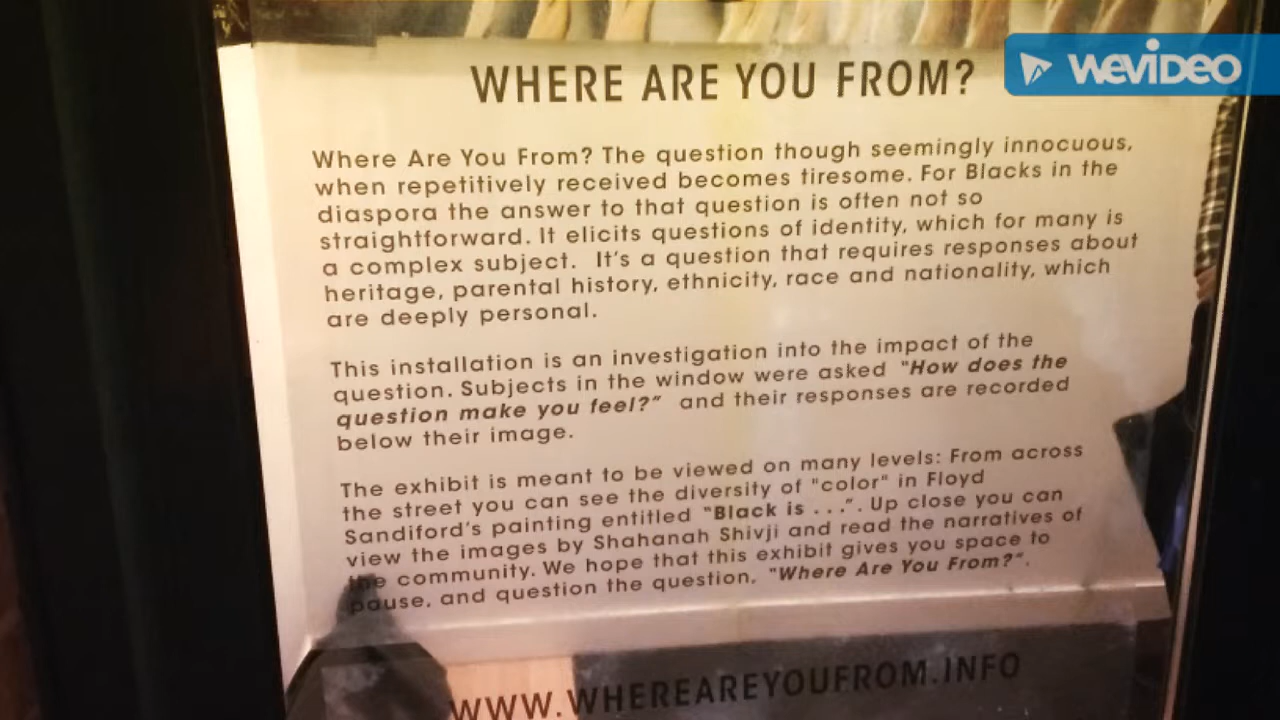 WHERE ARE YOU FROM?
WEVIDEO
Where Are You From? The question though seemingly innocuous,
when repetitively received becomes tiresome. For Blacks in the
diaspora the answer to that question is often not so
straightforward. It elicits questions of identity, which for many is
a complex subject. It's a question that requires responses about
heritage, parental history, ethnicity, race and nationality, which
are deeply personal.
This installation is an investigation into the impact of the
question. Subjects in the window were asked "How does the
question make you feel?" and their responses are recorded
below their image.
The exhibit is meant to be viewed on many levels: From across
the street you can see the diversity of "color" in Floyd
Sandiford's painting entitled "Black is ...". Up close you can
view the images by Shahanah Shivji and read the narratives of
the community. We hope that this exhibit gives you space to
pause, and question the question, "Where Are You From?".
WWW.WHEREAREYOUFROM.INFO